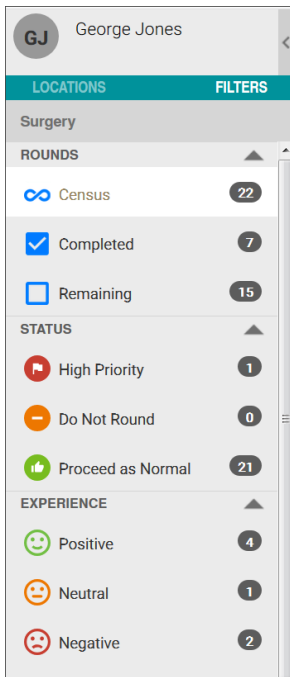 GJ George Jones
LOCATIONS FILTERS
Surgery
ROUNDS
Census 22
Completed 7
Remaining 15
STATUS
High Priority 1
Do Not Round 0
Proceed as Normal 21
EXPERIENCE
Positive 4
Neutral 1
Negative 2